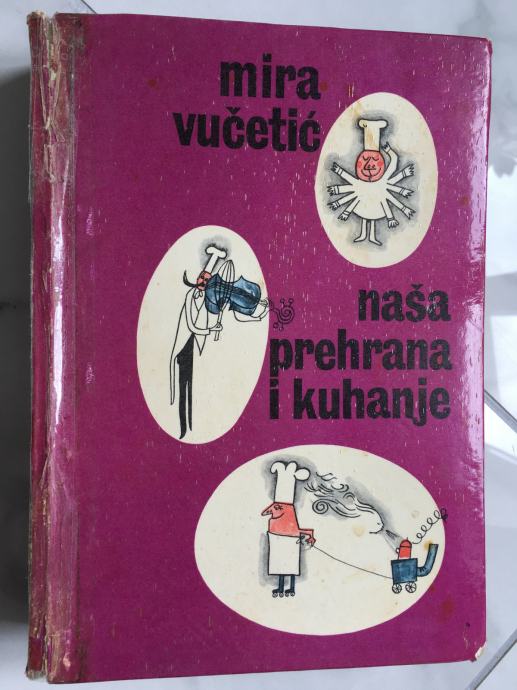 mira
vučetić
naša
prehrana
i kuhanje